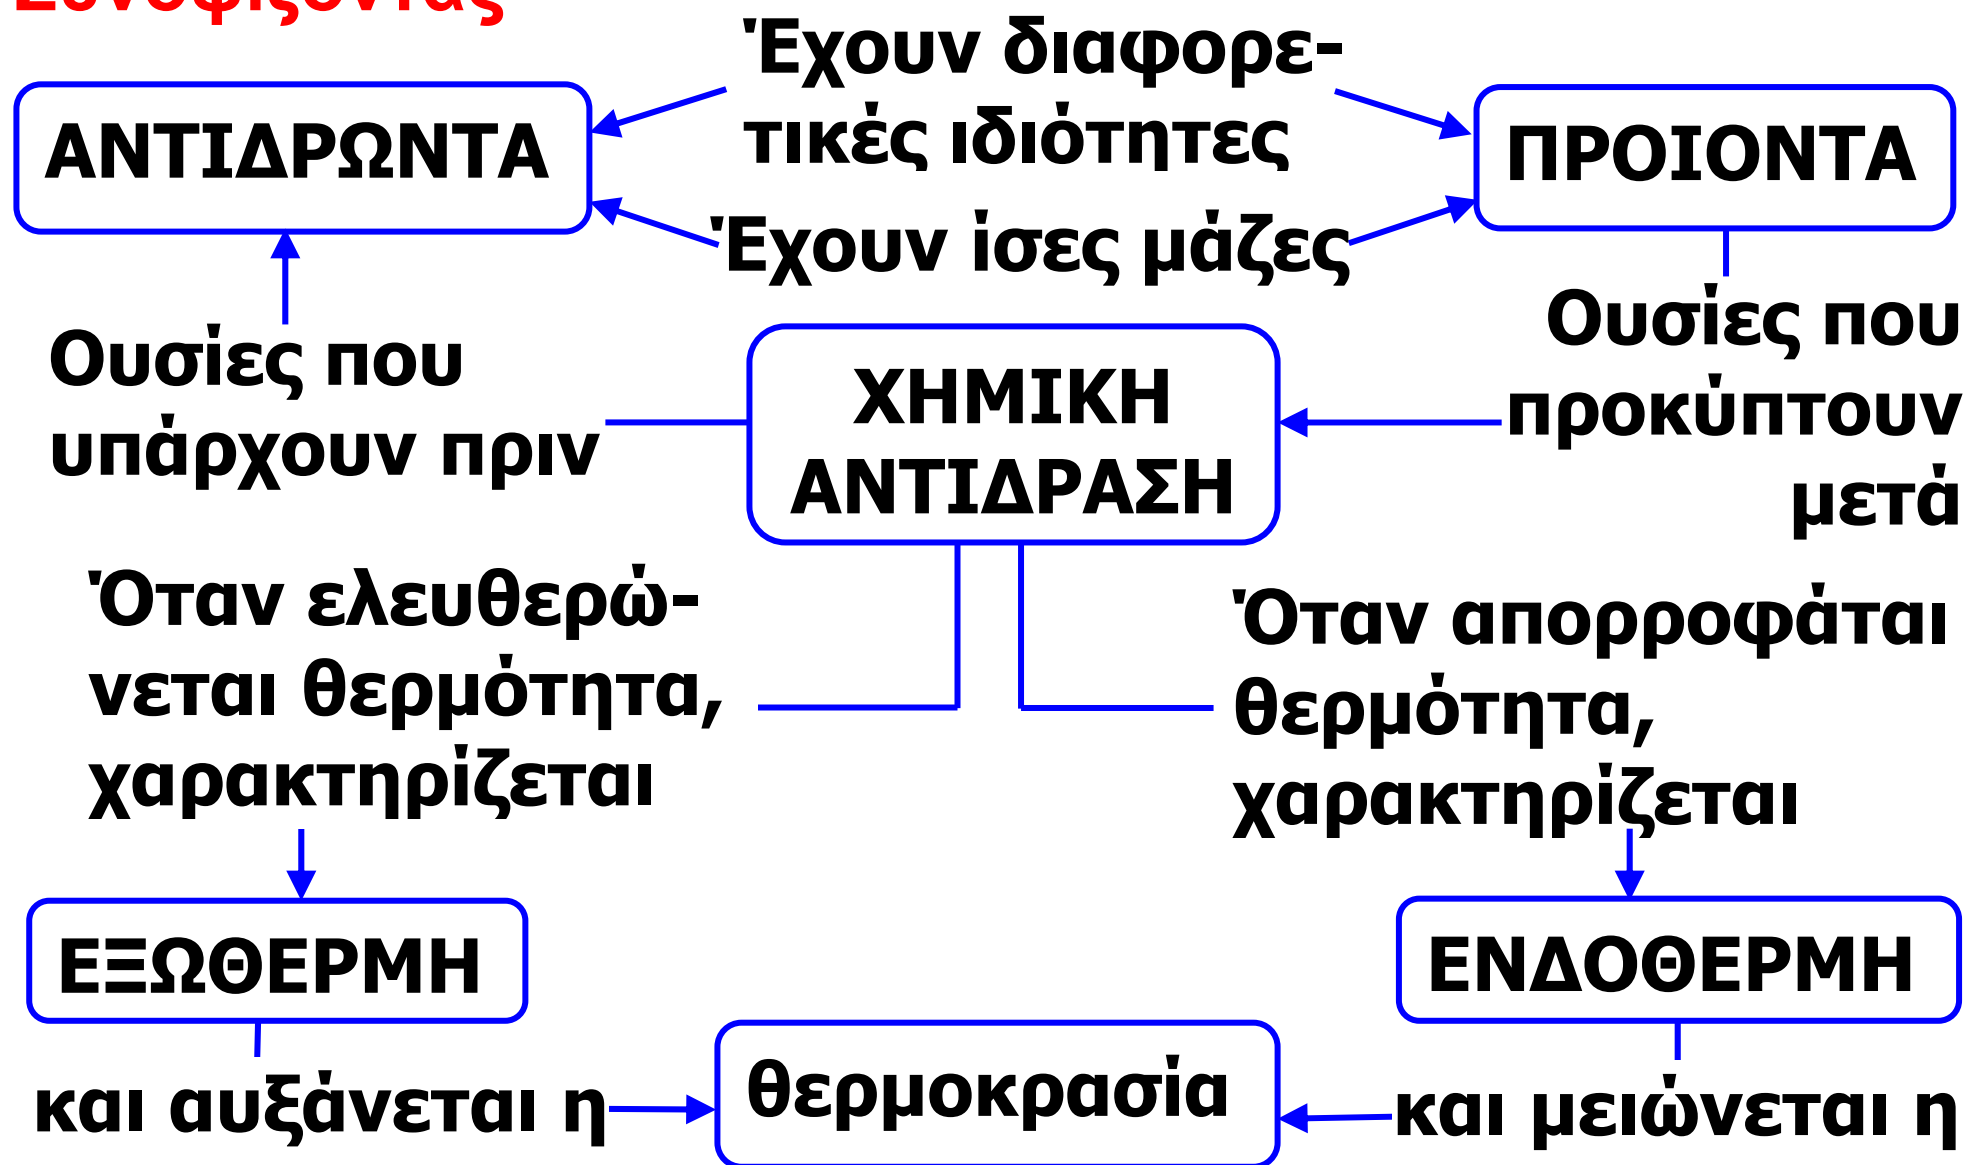 Συνοψίζοντας
Έχουν διαφορε-
τικές ιδιότητες
ΑΝΤΙΔΡΩΝΤΑ
ΠΡΟΙΟΝΤΑ
Έχουν ίσες μάζες
Ουσίες που
υπάρχουν πριν
ΧΗΜΙΚΗ
ΑΝΤΙΔΡΑΣΗ
Ουσίες που
προκύπτουν
μετά
Όταν ελευθερώ-
νεται θερμότητα,
χαρακτηρίζεται
Όταν απορροφάται
θερμότητα,
χαρακτηρίζεται
ΕΞΩΘΕΡΜΗ
ΕΝΔΟΘΕΡΜΗ
και αυξάνεται η
θερμοκρασία
και μειώνεται η